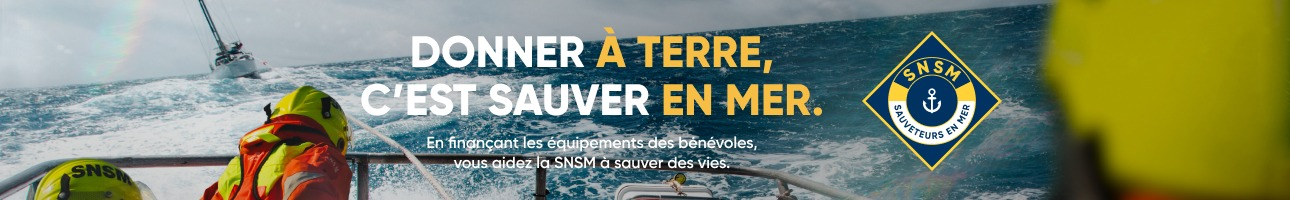 DONNER À TERRE,
C'EST SAUVER EN MER.
En finançant les équipements des bénévoles,
vous aidez la SNSM à sauver des vies.
SNSM
SAUVETEURS EN MER
SNSM